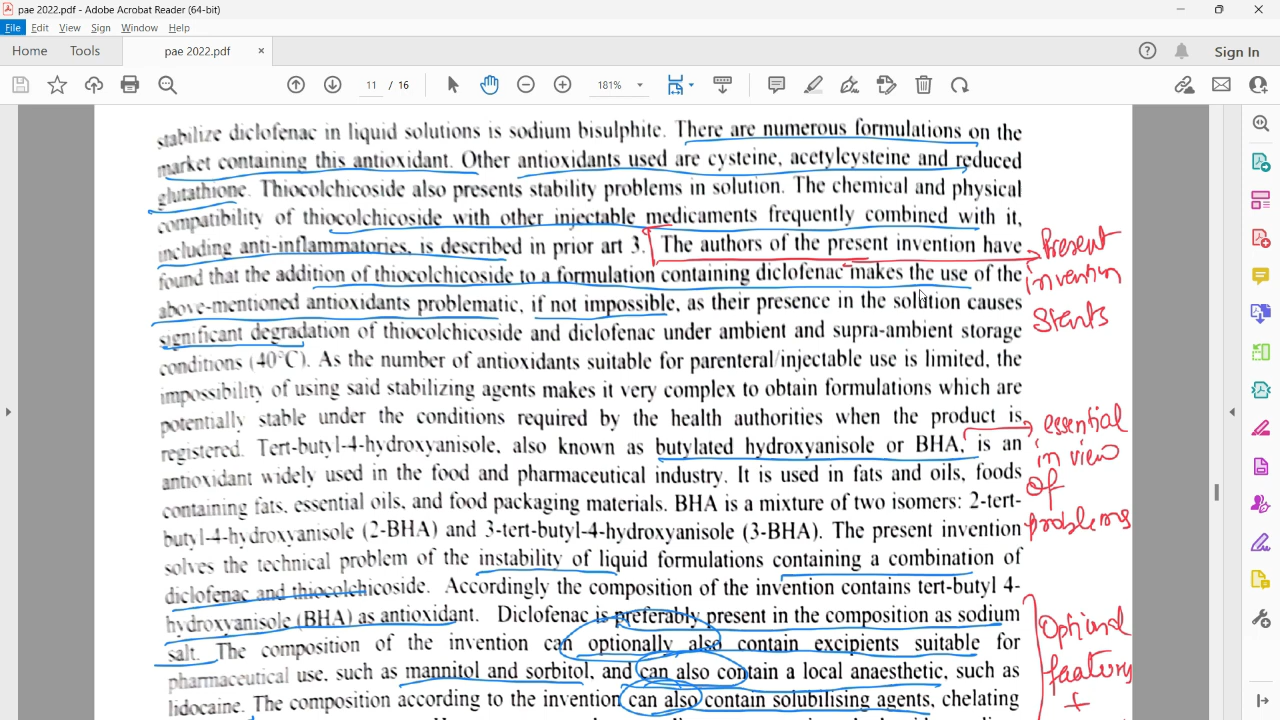 pae 2022.pdf - Adobe Acrobat Reader (64-bit)
File Edit View Sign Window Help
Home Tools pae 2022.pdf × Sign In
11 / 16 181%
stabilize diclofenac in liquid solutions is sodium bisulphite. There are numerous formulations on the
market containing this antioxidant. Other antioxidants used are cysteine, acetylcysteine and reduced
glutathione. Thiocolchicoside also presents stability problems in solution. The chemical and physical
compatibility of thiocolchicoside with other injectable medicaments frequently combined with it,
including anti-inflammatories, is described in prior art 3. The authors of the present invention have
found that the addition of thiocolchicoside to a formulation containing diclofenac makes the use of the
above-mentioned antioxidants problematic, if not impossible, as their presence in the solution causes
significant degradation of thiocolchicoside and diclofenac under ambient and supra-ambient storage
conditions (40°C). As the number of antioxidants suitable for parenteral/injectable use is limited, the
impossibility of using said stabilizing agents makes it very complex to obtain formulations which are
potentially stable under the conditions required by the health authorities when the product is
registered. Tert-butyl-4-hydroxyanisole, also known as butylated hydroxyanisole or BHA, is an
antioxidant widely used in the food and pharmaceutical industry. It is used in fats and oils, foods
containing fats, essential oils, and food packaging materials. BHA is a mixture of two isomers: 2-tert-
butyl-4-hydroxyanisole (2-BHA) and 3-tert-butyl-4-hydroxyanisole (3-BHA). The present invention
solves the technical problem of the instability of liquid formulations containing a combination of
diclofenac and thiocolchicoside. Accordingly the composition of the invention contains tert-butyl 4-
hydroxyanisole (BHA) as antioxidant. Diclofenac is preferably present in the composition as sodium
salt. The composition of the invention can optionally also contain excipients suitable for
pharmaceutical use, such as mannitol and sorbitol, and can also contain a local anaesthetic, such as
lidocaine. The composition according to the invention can also contain solubilising agents, chelating
Present
invention
starts
essential
in view
of
problems
Optional
features
+